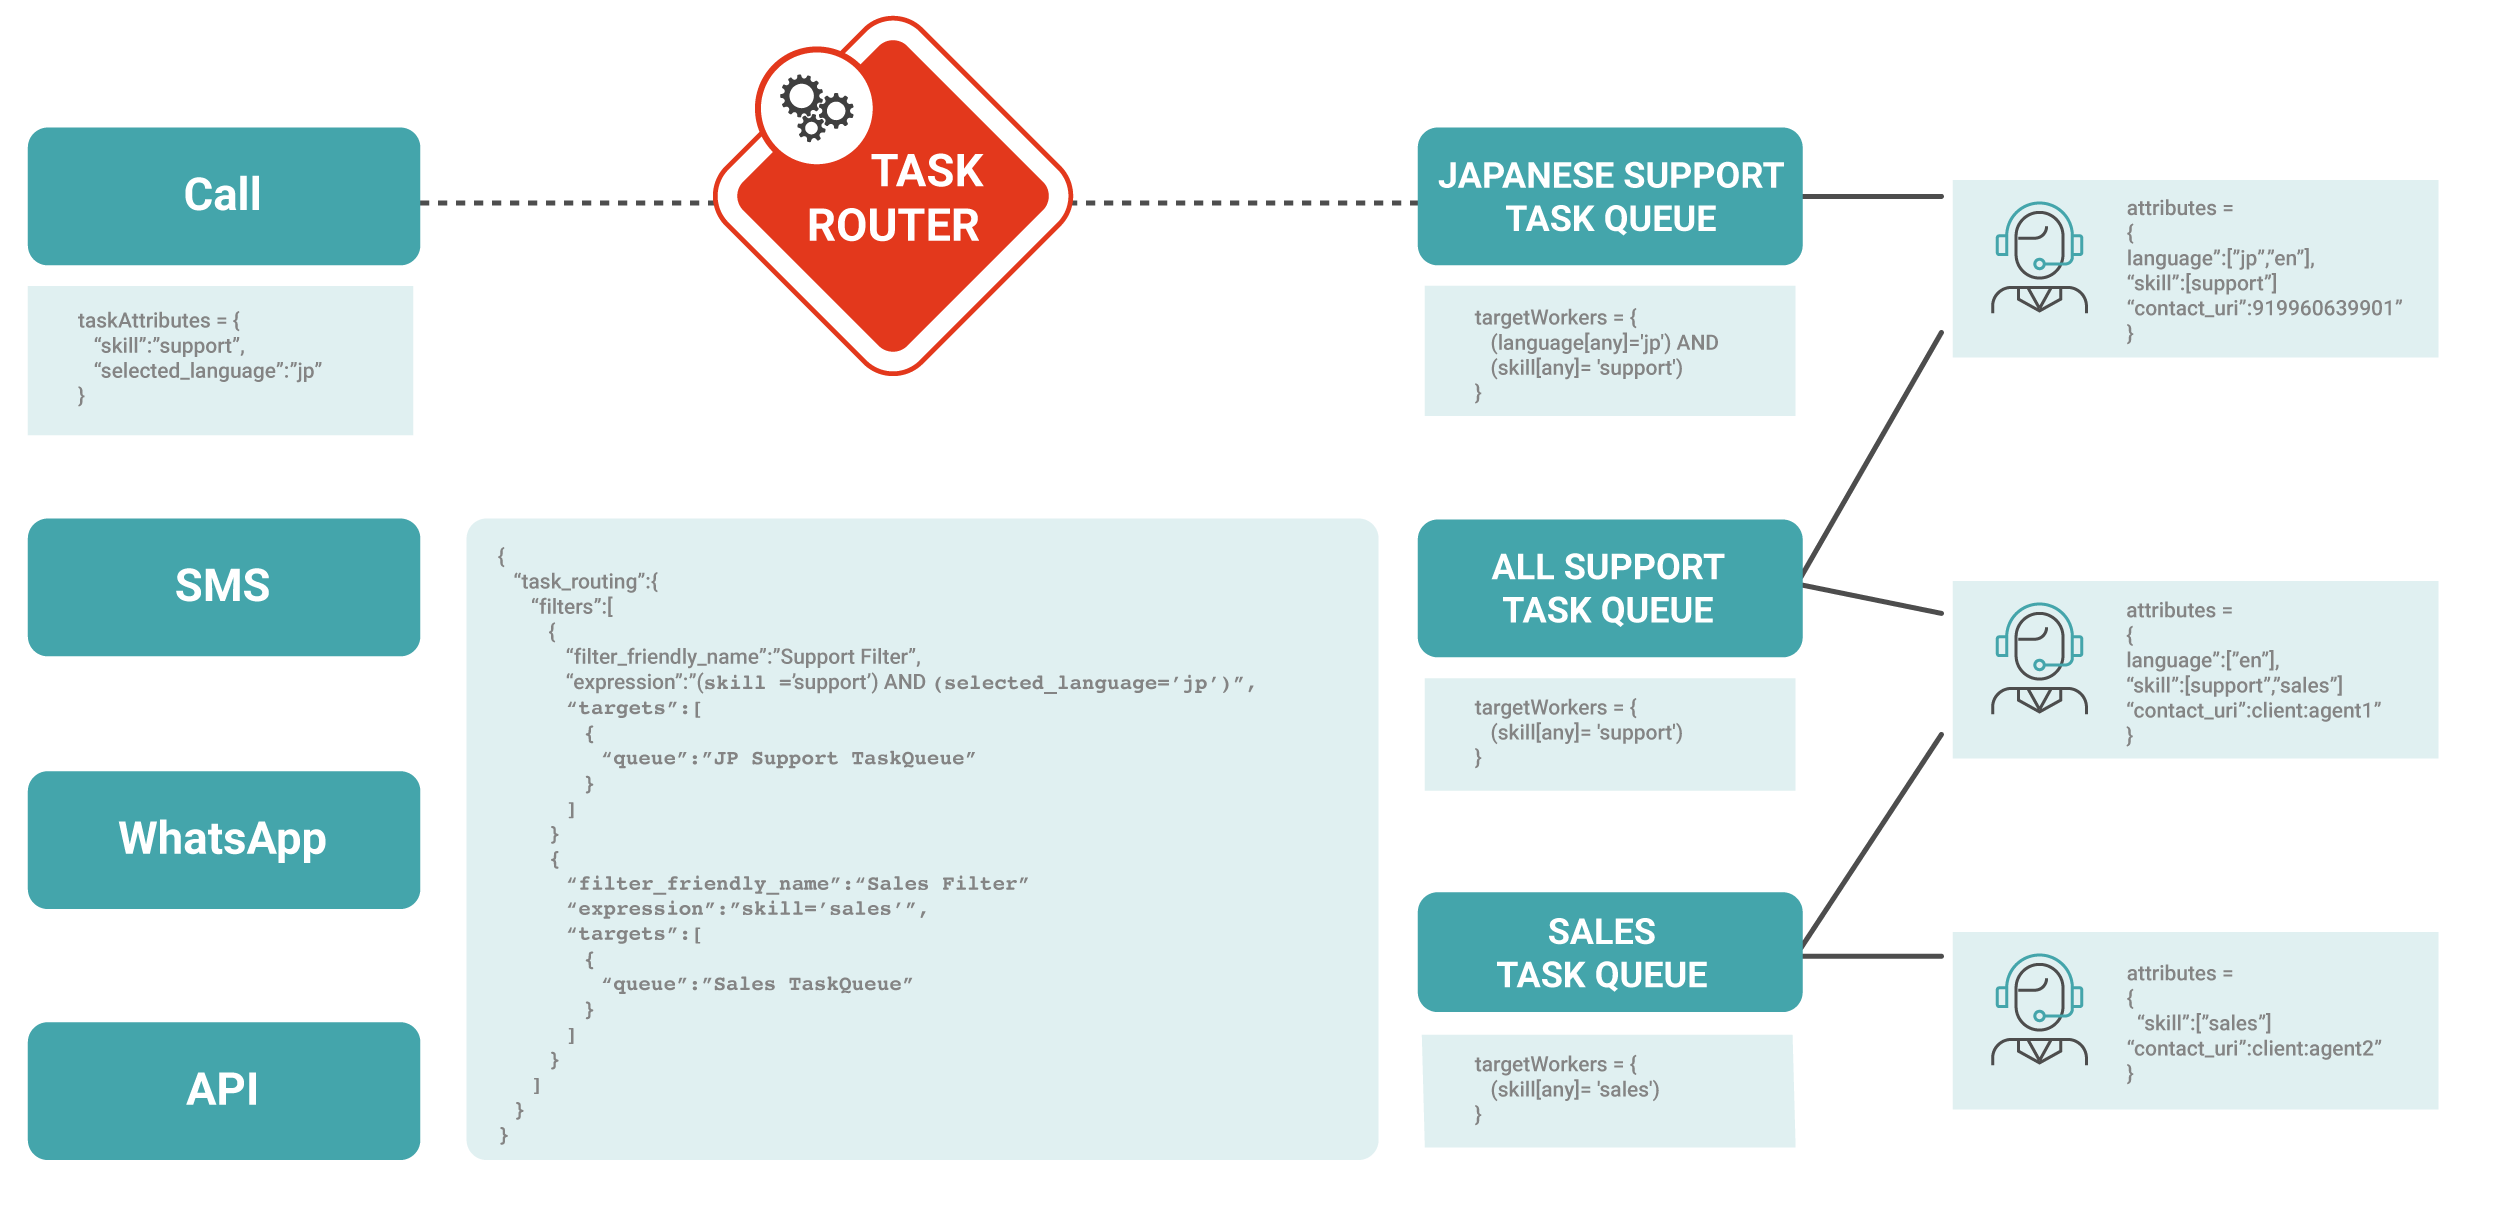 Call
taskAttributes = {
“skill”:”support”,
“selected_language”:”jp”
}
SMS
WhatsApp
API
TASK
ROUTER
{
“task_routing”:{
“filters”:[
{
“filter_friendly_name”:”Support Filter”,
“expression”:”(skill =’support’) AND (selected_language=’jp’)”,
“targets”:[
{
“queue”:”JP Support TaskQueue”
}
]
}
{
“filter_friendly_name”:“Sales Filter”
“expression”:”skill=’sales’”,
“targets”:[
{
“queue”:”Sales TaskQueue”
}
]
}
]
}
}
JAPANESE SUPPORT
TASK QUEUE
targetWorkers = {
(language[any]='jp') AND
(skill[any]= 'support')
}
ALL SUPPORT
TASK QUEUE
targetWorkers = {
(skill[any]= 'support')
}
SALES
TASK QUEUE
targetWorkers = {
(skill[any]= 'sales')
}
attributes =
{
language”:[”jp”,”en”],
“skill”:[support”]
“contact_uri”:919960639901”
}
attributes =
{
language”:[”en”],
“skill”:[support”,”sales”]
“contact_uri”:client:agent1”
}
attributes =
{
“skill”:[”sales”]
“contact_uri”:client:agent2”
}